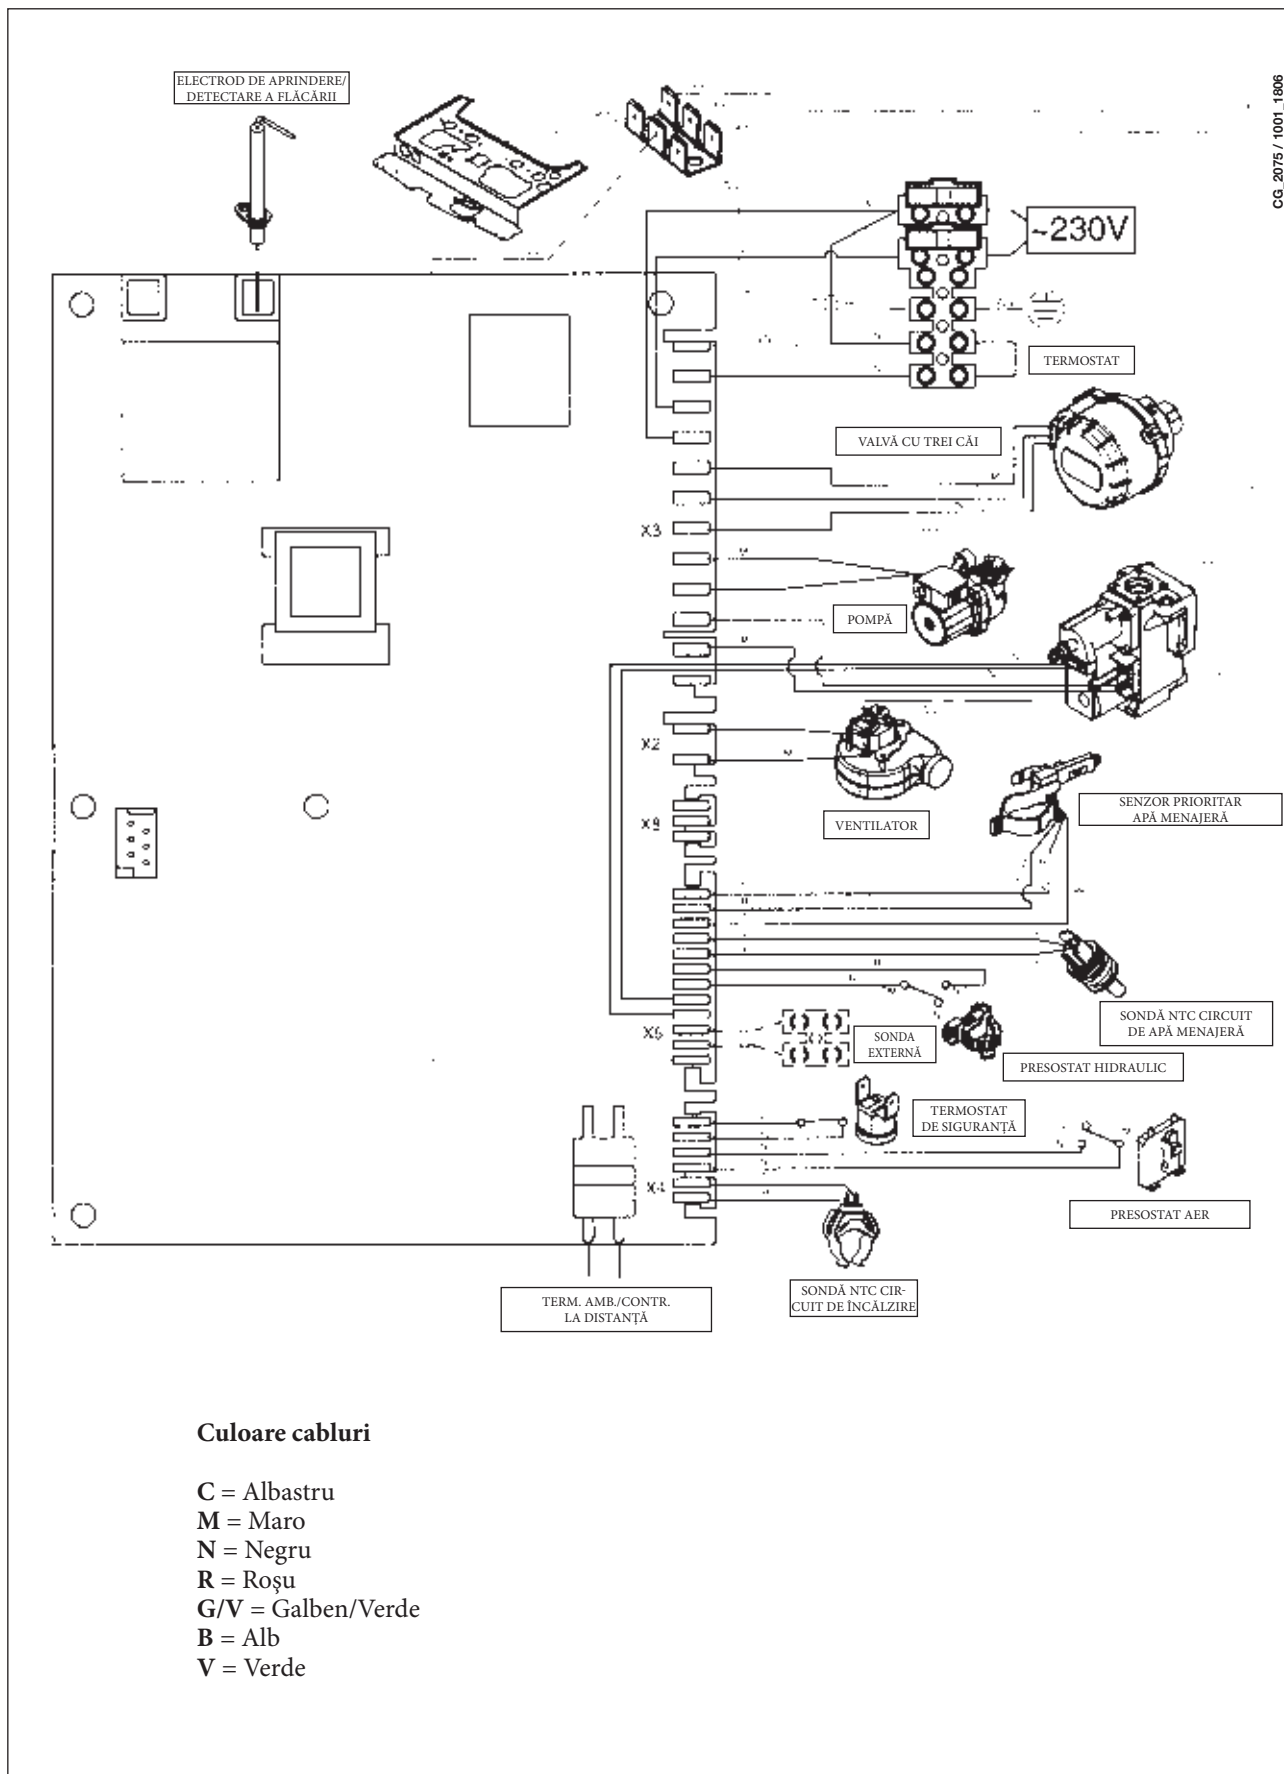 CG_2075 / 1001_1806
ELECTROD DE APRINDERE/
DETECTARE A FLĂCĂRII
~230V
TERMOSTAT
VALVĂ CU TREI CĂI
X3
POMPĂ
X2
VENTILATOR
SENZOR PRIORITAR
APĂ MENAJERĂ
X8
SONDĂ NTC CIRCUIT
DE APĂ MENAJERĂ
SONDA
EXTERNĂ
PRESOSTAT HIDRAULIC
TERMOSTAT
DE SIGURANȚĂ
X4
PRESOSTAT AER
SONDĂ NTC CIR-
CUIT DE ÎNCĂLZIRE
TERM. AMB./CONTR.
LA DISTANȚĂ
Culoare cabluri
C = Albastru
M = Maro
N = Negru
R = Roşu
G/V = Galben/Verde
B = Alb
V = Verde